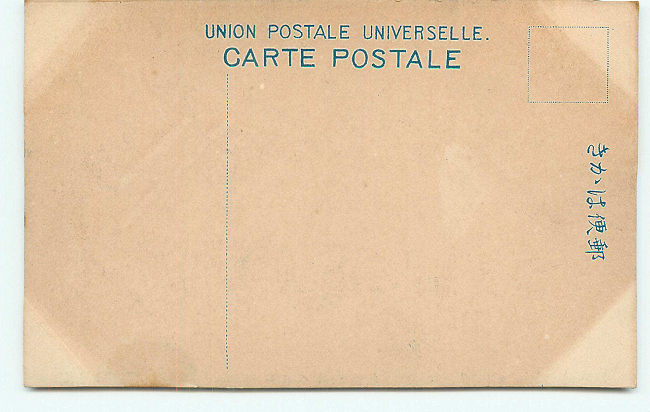 UNION POSTALE UNIVERSELLE.
CARTE POSTALE
郵便はかき